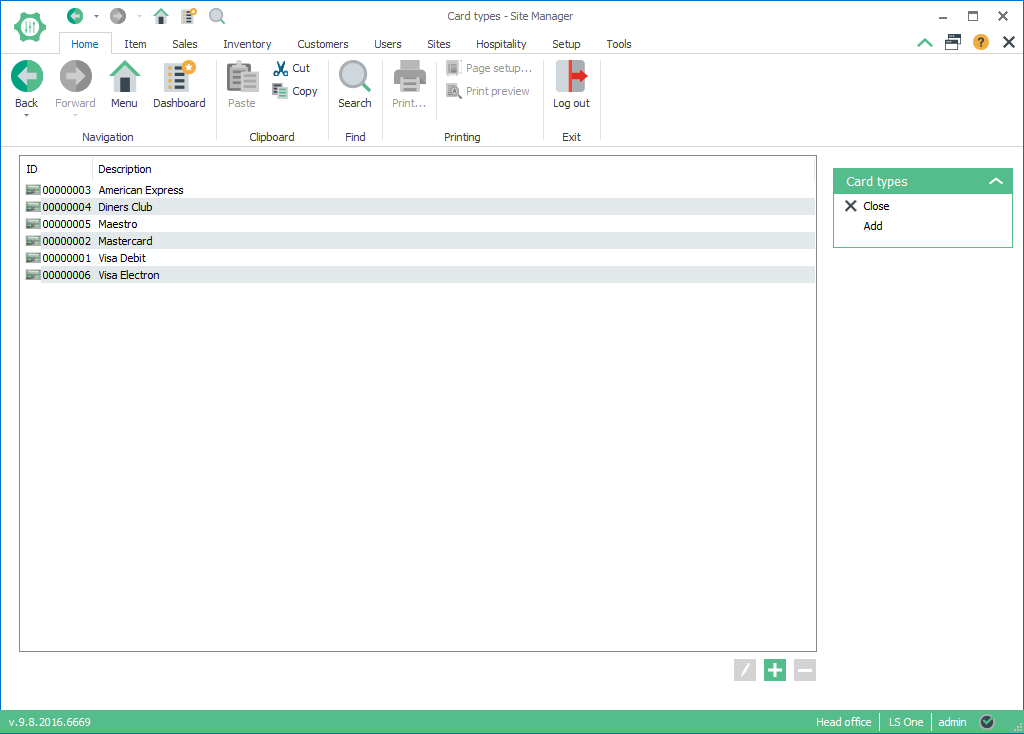 Card types - Site Manager
Home Item Sales Inventory Customers Users Sites Hospitality Setup Tools
Back Forward Menu Dashboard Paste Cut Copy Search Print... Page setup... Print preview Log out
Navigation Clipboard Find Printing Exit
ID Description
00000003 American Express
00000004 Diners Club
00000005 Maestro
00000002 Mastercard
00000001 Visa Debit
00000006 Visa Electron
Card types
Close
Add
v.9.8.2016.6669 Head office LS One admin